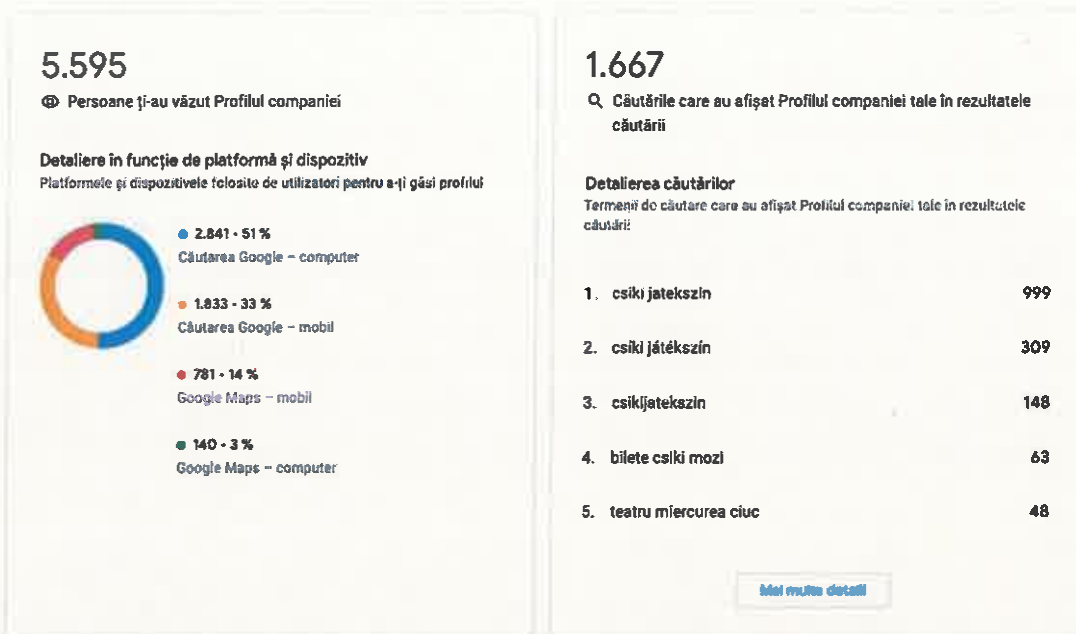 5.595
Persoane ți-au văzut Profilul companiei
Detaliere în funcție de platformă și dispozitiv
Platformele și dispozitivele folosite de utilizatori pentru a-ți găsi profilul
2.841 · 51 %
Căutarea Google – computer
1.833 · 33 %
Căutarea Google – mobil
781 · 14 %
Google Maps – mobil
140 · 3 %
Google Maps – computer
1.667
Căutările care au afișat Profilul companiei tale în rezultatele
căutării
Detalierea căutărilor
Termenii de căutare care au afișat Profilul companiei tale în rezultatele
căutării
1. csiki jatekszin 999
2. csíki játékszín 309
3. csikijatekszin 148
4. bilete csiki mozi 63
5. teatru miercurea ciuc 48
Mai multe detalii